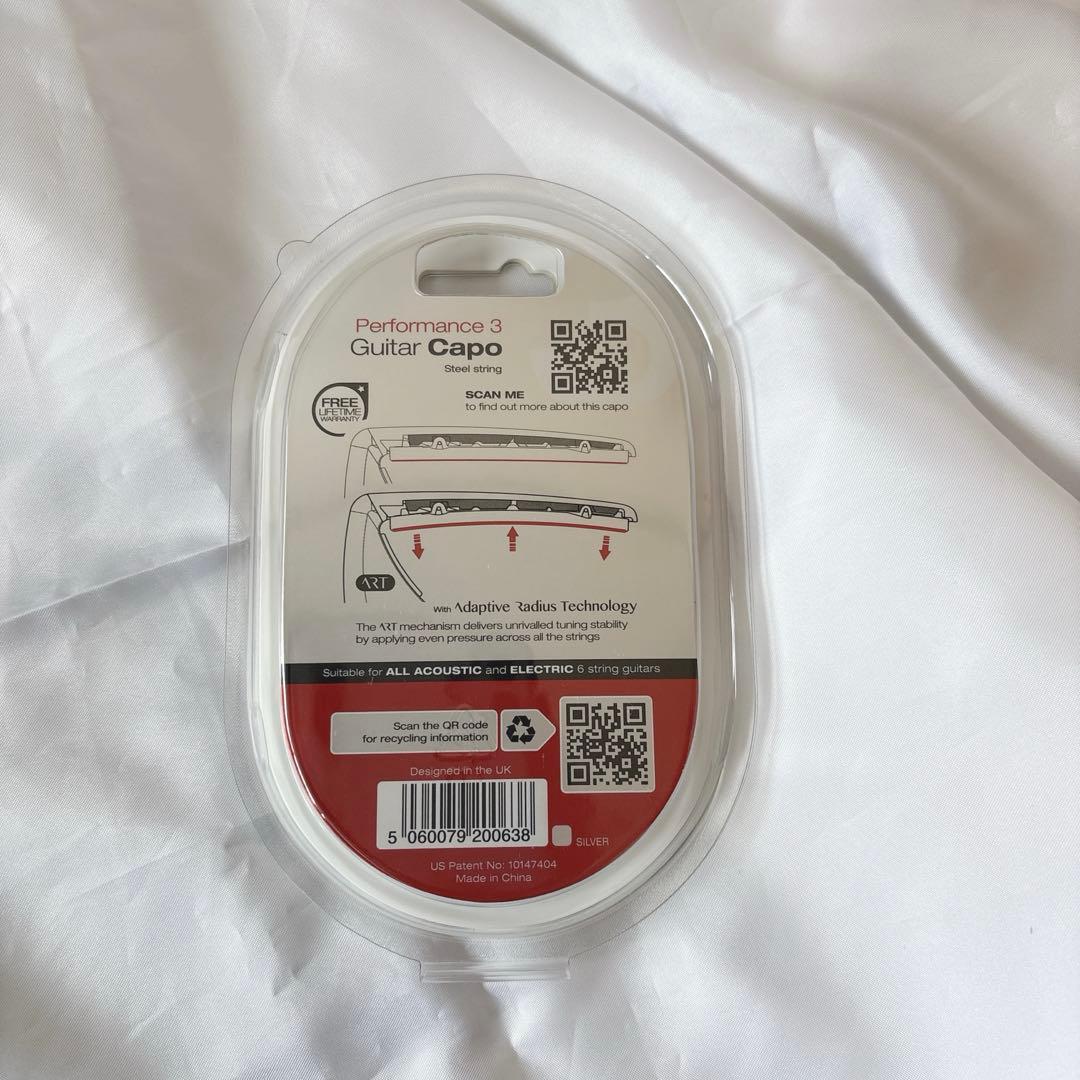 Performance 3
Guitar Capo
Steel string
SCAN ME
to find out more about this capo
FREE
LIFETIME
WARRANTY
ART
With Adaptive Radius Technology
The ART mechanism delivers unrivalled tuning stability
by applying even pressure across all the strings
Suitable for ALL ACOUSTIC and ELECTRIC 6 string guitars
Scan the QR code
for recycling information
Designed in the UK
5 060079 200638
SILVER
US Patent No: 10147404
Made in China